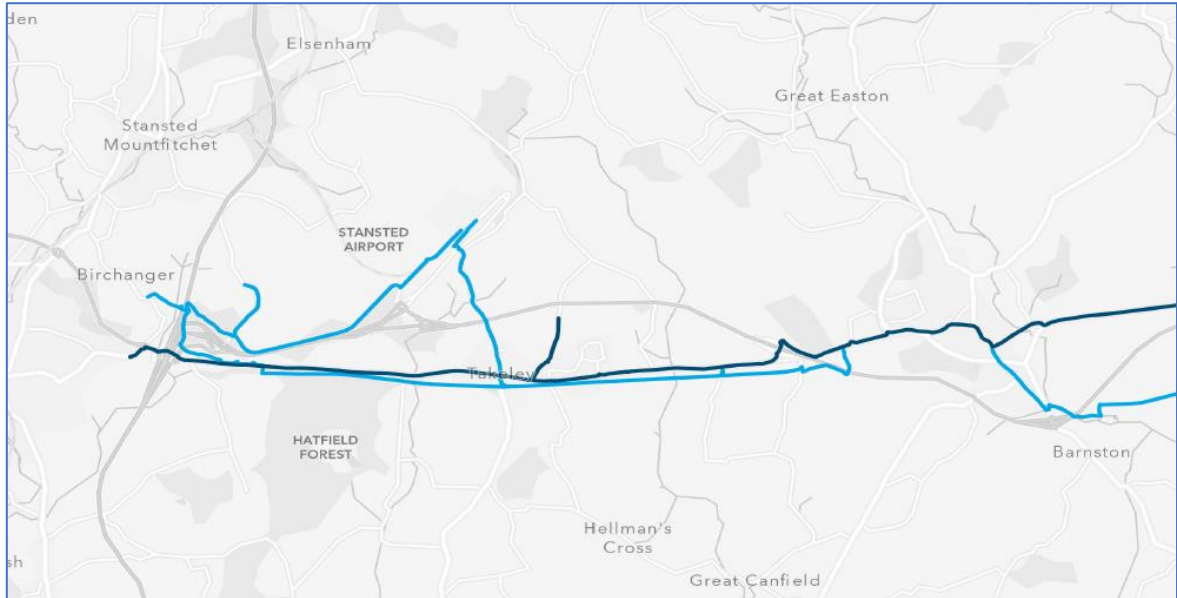 den
Elsenham
Great Easton
Stansted
Mountfitchet
STANSTED
AIRPORT
Birchanger
Takeley
HATFIELD
FOREST
Barnston
Hellman's
Cross
sh
Great Canfield